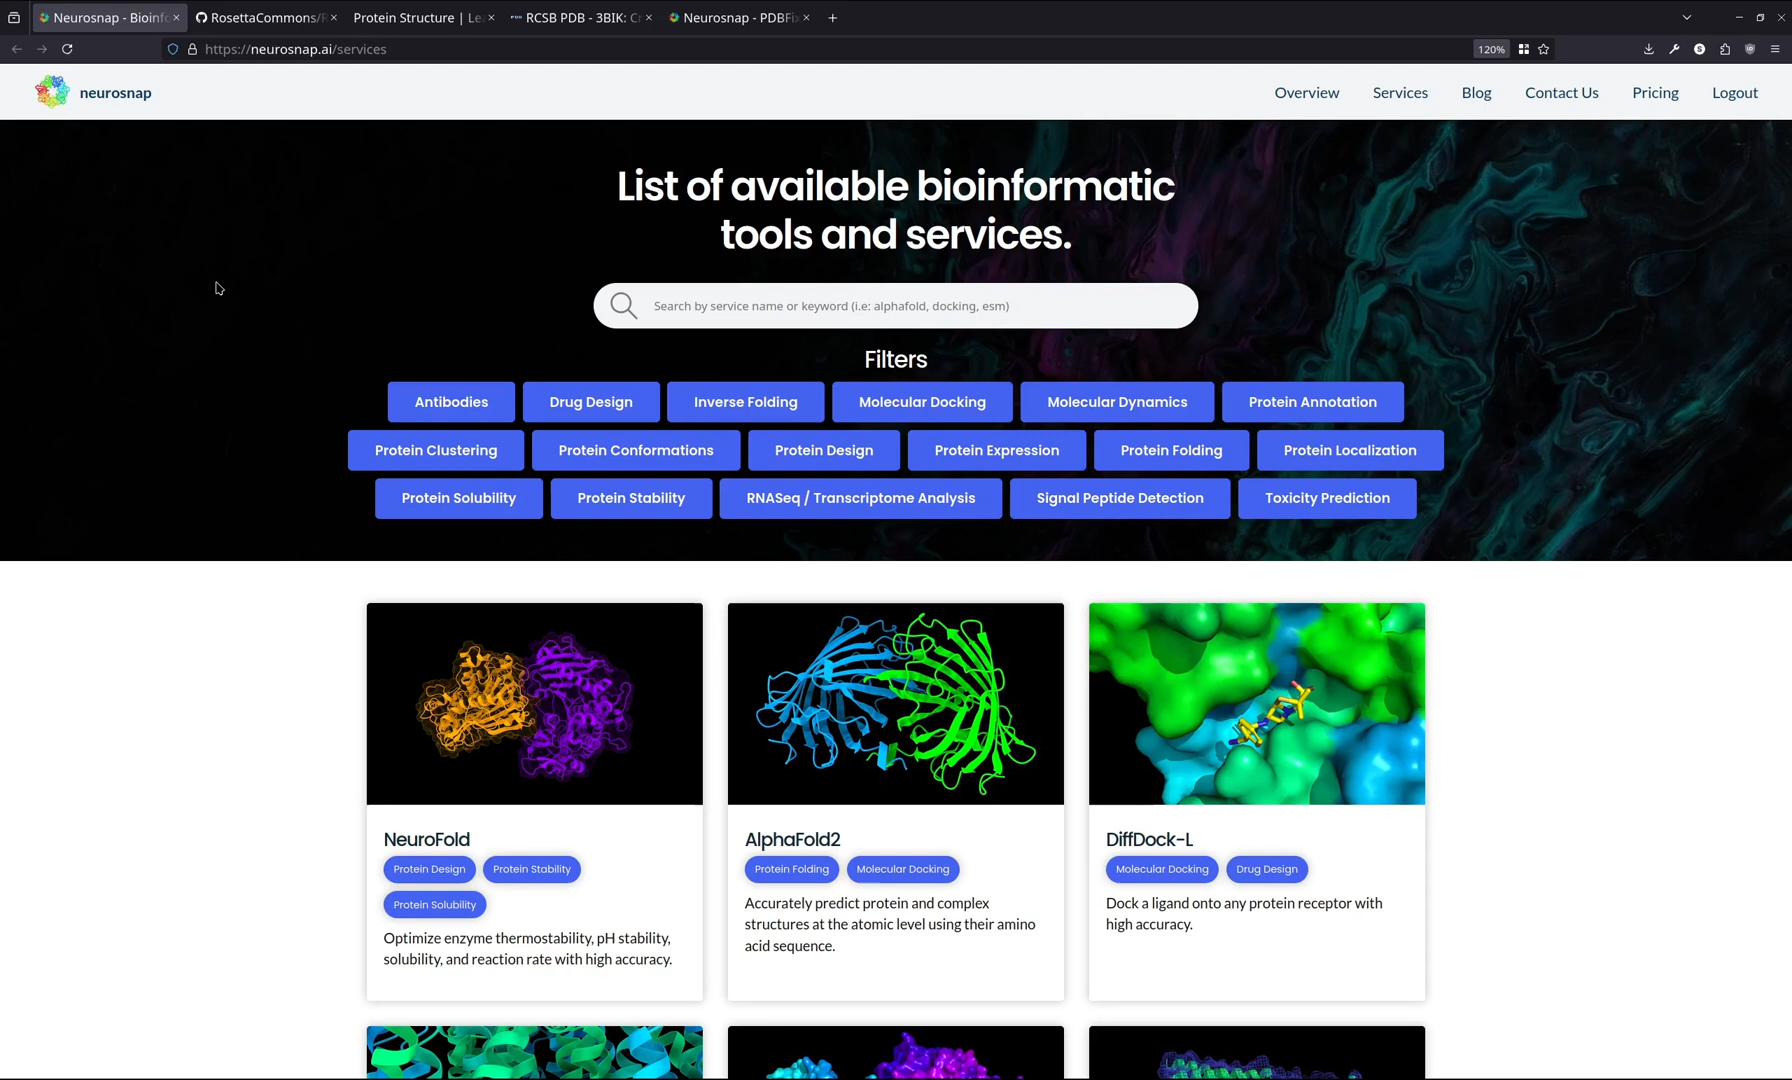 Neurosnap - Bioinfo
RosettaCommons/R
Protein Structure | Le
RCSB PDB - 3BIK: Cr
Neurosnap - PDBFix
https://neurosnap.ai/services
120%
neurosnap
Overview
Services
Blog
Contact Us
Pricing
Logout
List of available bioinformatic
tools and services.
Search by service name or keyword (i.e: alphafold, docking, esm)
Filters
Antibodies
Drug Design
Inverse Folding
Molecular Docking
Molecular Dynamics
Protein Annotation
Protein Clustering
Protein Conformations
Protein Design
Protein Expression
Protein Folding
Protein Localization
Protein Solubility
Protein Stability
RNASeq / Transcriptome Analysis
Signal Peptide Detection
Toxicity Prediction
NeuroFold
Protein Design
Protein Stability
Protein Solubility
Optimize enzyme thermostability, pH stability,
solubility, and reaction rate with high accuracy.
AlphaFold2
Protein Folding
Molecular Docking
Accurately predict protein and complex
structures at the atomic level using their amino
acid sequence.
DiffDock-L
Molecular Docking
Drug Design
Dock a ligand onto any protein receptor with
high accuracy.